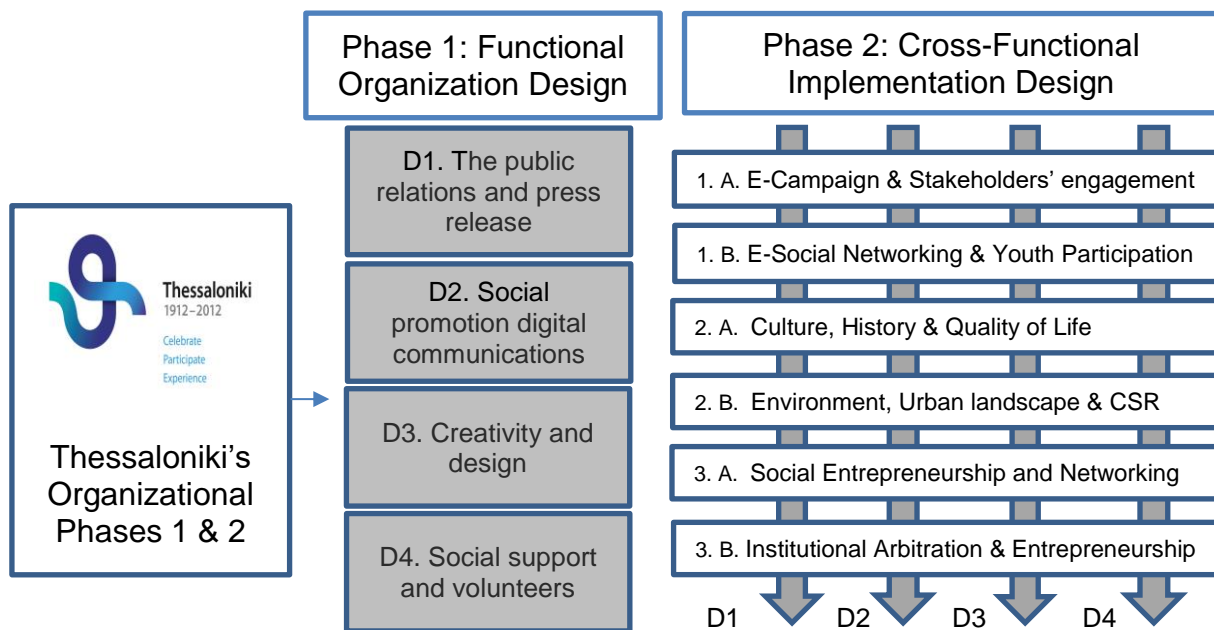 Thessaloniki
1912–2012
Celebrate
Participate
Experience
Thessaloniki's
Organizational
Phases 1 & 2
Phase 1: Functional
Organization Design
D1. The public
relations and press
release
D2. Social
promotion digital
communications
D3. Creativity and
design
D4. Social support
and volunteers
Phase 2: Cross-Functional
Implementation Design
1. A. E-Campaign & Stakeholders’ engagement
1. B. E-Social Networking & Youth Participation
2. A. Culture, History & Quality of Life
2. B. Environment, Urban landscape & CSR
3. A. Social Entrepreneurship and Networking
3. B. Institutional Arbitration & Entrepreneurship
D1 D2 D3 D4